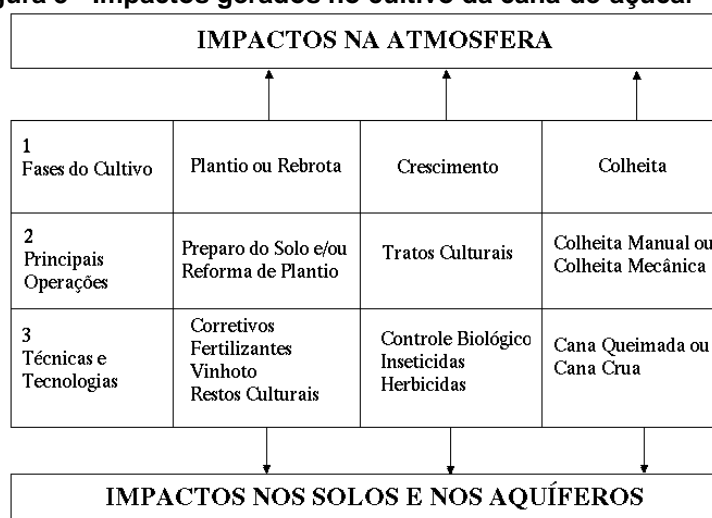 Impactos gerados no cultivo da cana-de-açúcar
IMPACTOS NA ATMOSFERA
1
Fases do Cultivo
Plantio ou Rebrota
Crescimento
Colheita
2
Principais
Operações
Preparo do Solo e/ou
Reforma de Plantio
Tratos Culturais
Colheita Manual ou
Colheita Mecânica
3
Técnicas e
Tecnologias
Corretivos
Fertilizantes
Vinhoto
Restos Culturais
Controle Biológico
Inseticidas
Herbicidas
Cana Queimada ou
Cana Crua
IMPACTOS NOS SOLOS E NOS AQUÍFEROS